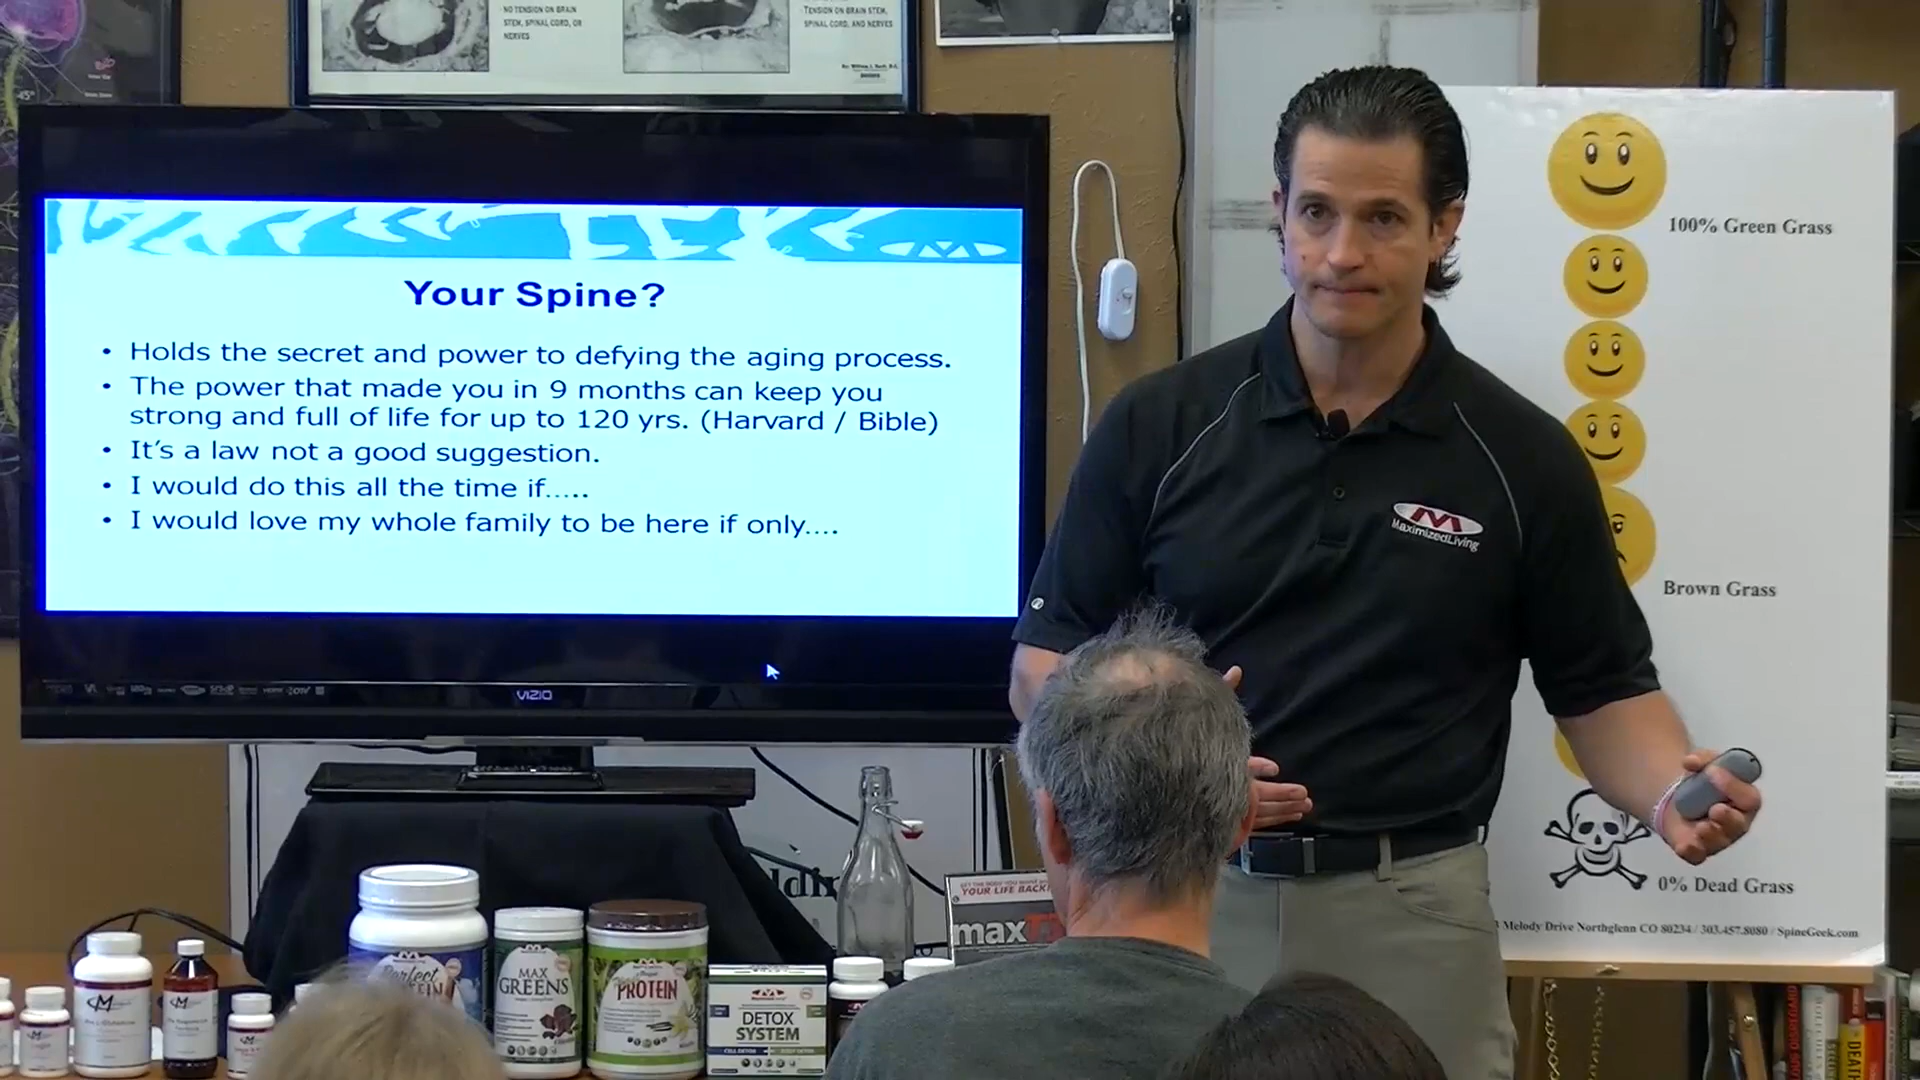 NO TENSION ON BRAIN
STEM, SPINAL CORD, OR
NERVES
TENSION ON BRAIN STEM,
SPINAL CORD, AND NERVES
Your Spine?
• Holds the secret and power to defying the aging process.
• The power that made you in 9 months can keep you
strong and full of life for up to 120 yrs. (Harvard / Bible)
• It's a law not a good suggestion.
• I would do this all the time if.....
• I would love my whole family to be here if only....
VIZIO
MaximizedLiving
100% Green Grass
Brown Grass
0% Dead Grass
Melody Drive Northglenn CO 80234 / 303.457.8080 / SpineGeek.com
YOUR LIFE BACK!
max
Perfect
MAX
GREENS
PROTEIN
DETOX
SYSTEM
DEATH